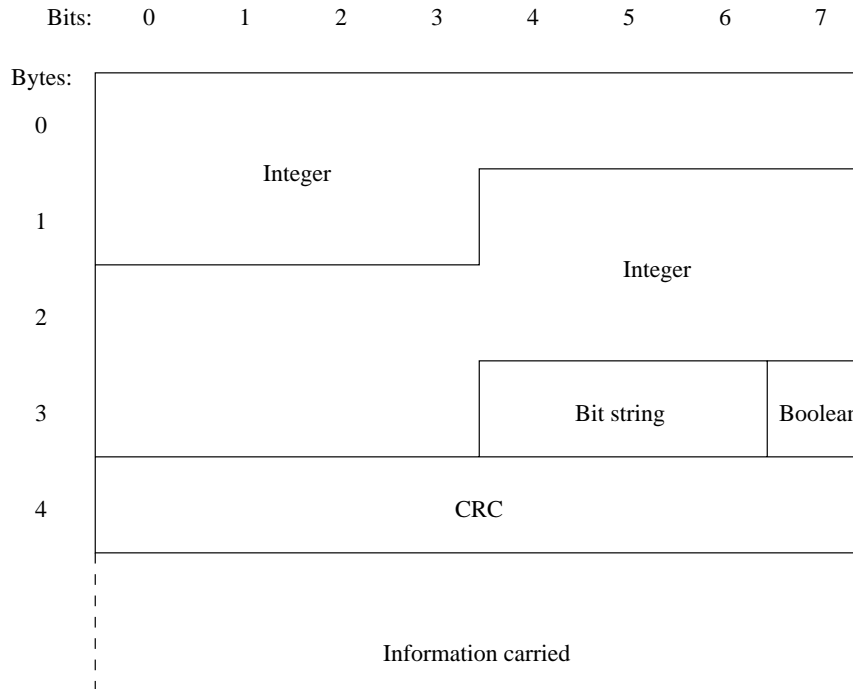 Bits: 0 1 2 3 4 5 6 7
Bytes:
0
Integer
1
Integer
2
3 Bit string Boolean
4 CRC
Information carried